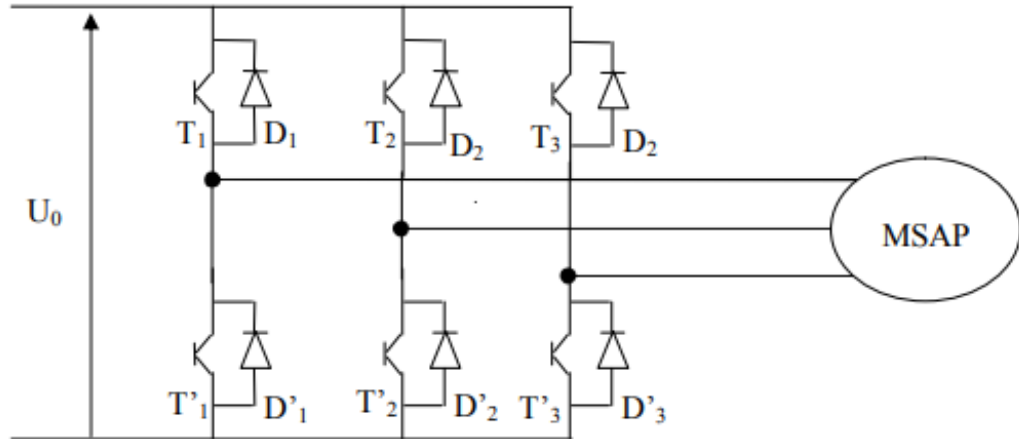 T₁ D₁ T₂ D₂ T₃ D₂
U₀ MSAP
T’₁ D’₁ T’₂ D’₂ T’₃ D’₃